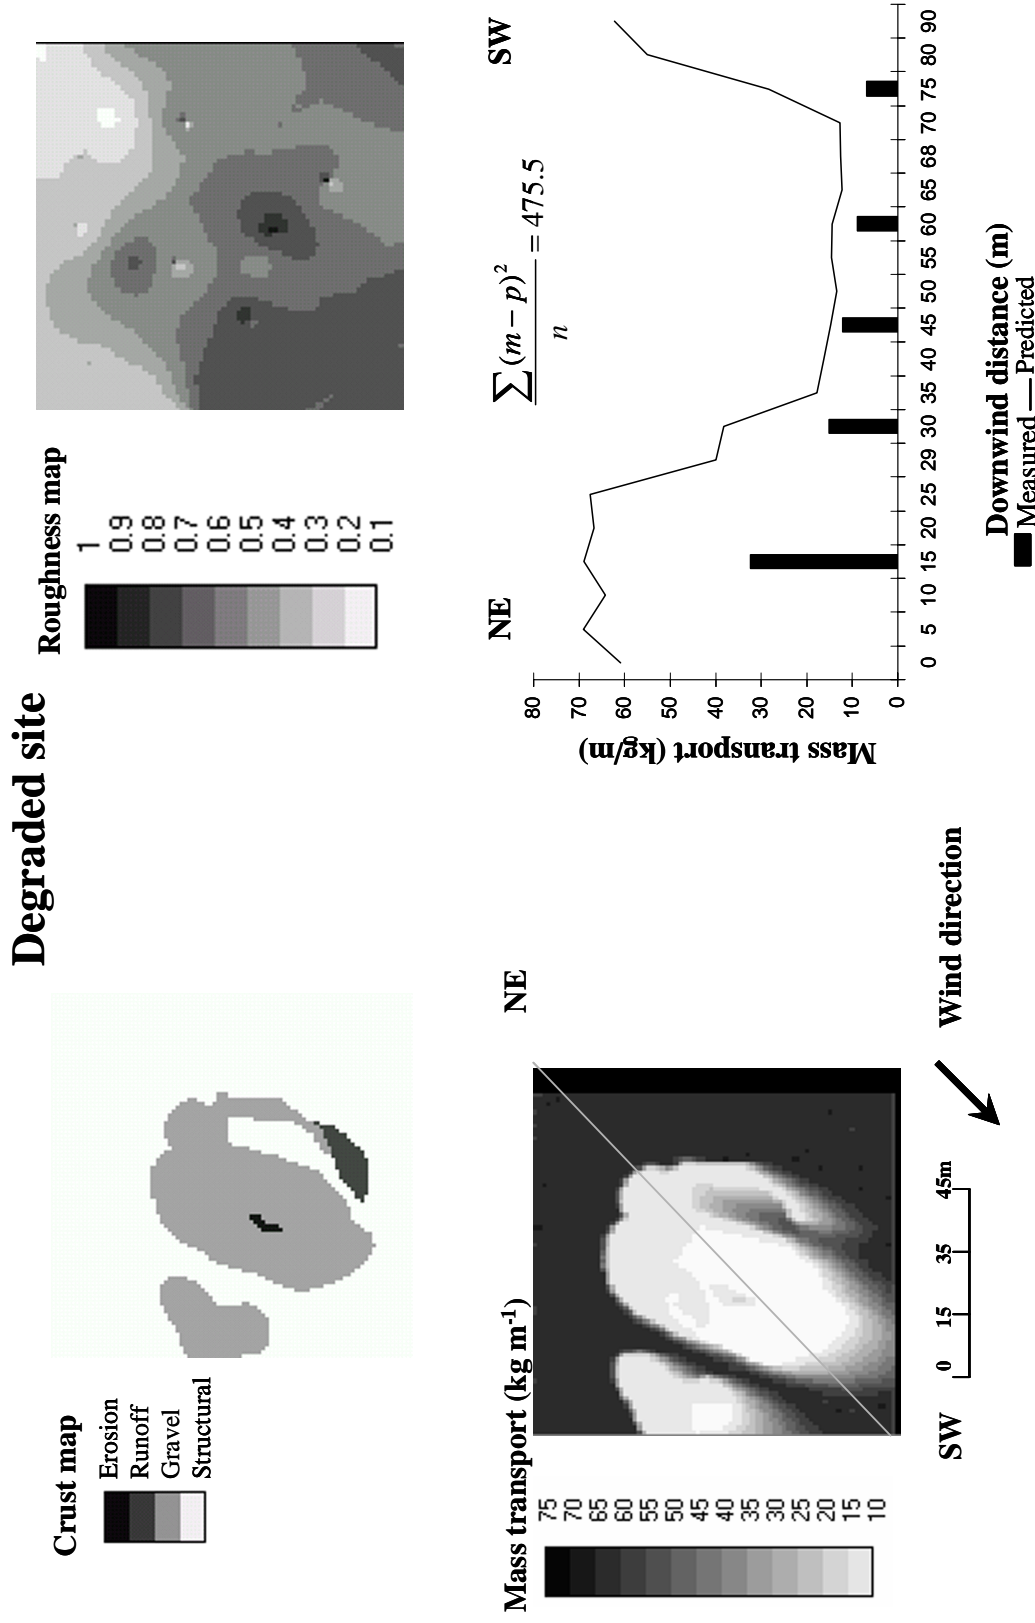 Degraded site
Crust map
Erosion
Runoff
Gravel
Structural
Roughness map
1
0.9
0.8
0.7
0.6
0.5
0.4
0.3
0.2
0.1
Mass transport (kg m⁻¹)
75
70
65
60
55
50
45
40
35
30
25
20
15
10
NE
SW
0 15 35 45m
Wind direction
NE
SW
∑(m − p)² / n = 475.5
Mass transport (kg/m)
80
70
60
50
40
30
20
10
0
0 5 10 15 20 25 29 30 35 40 45 50 55 60 65 68 70 75 80 90
Downwind distance (m)
Measured — Predicted